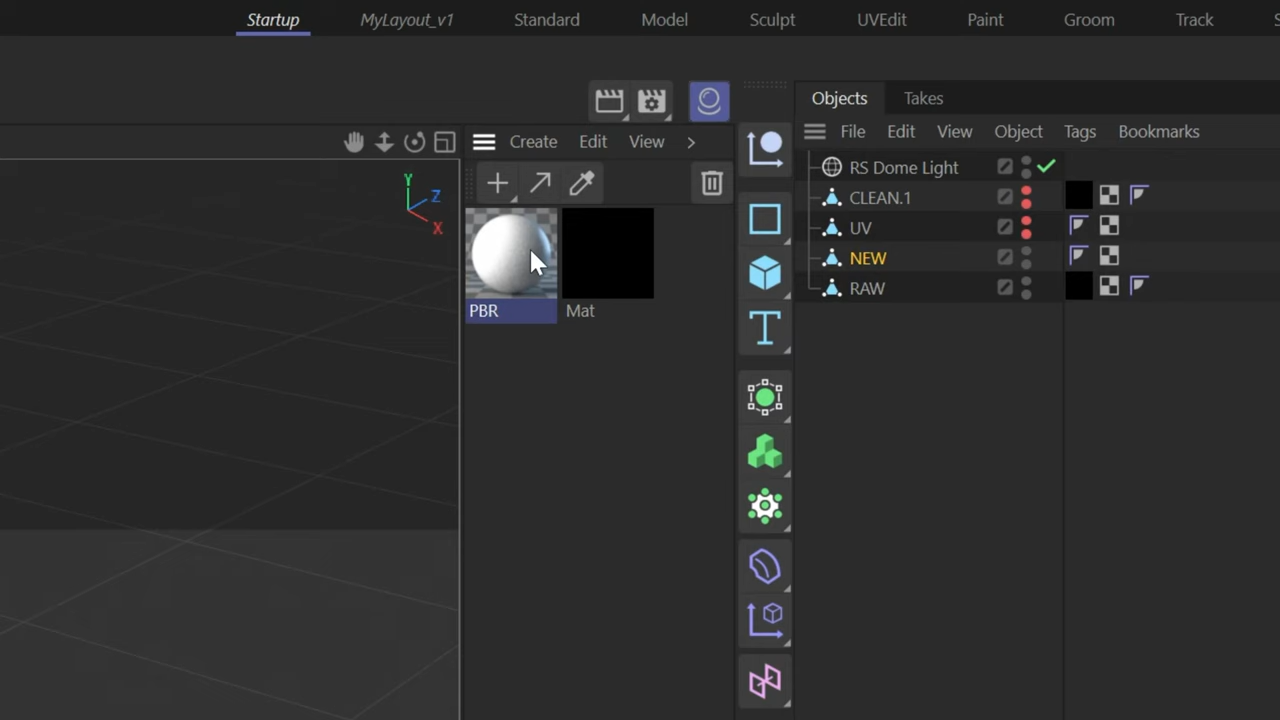 Startup MyLayout_v1 Standard Model Sculpt UVEdit Paint Groom Track
Objects Takes
Create Edit View
File Edit View Object Tags Bookmarks
Y
Z
X
PBR Mat
RS Dome Light
CLEAN.1
UV
NEW
RAW